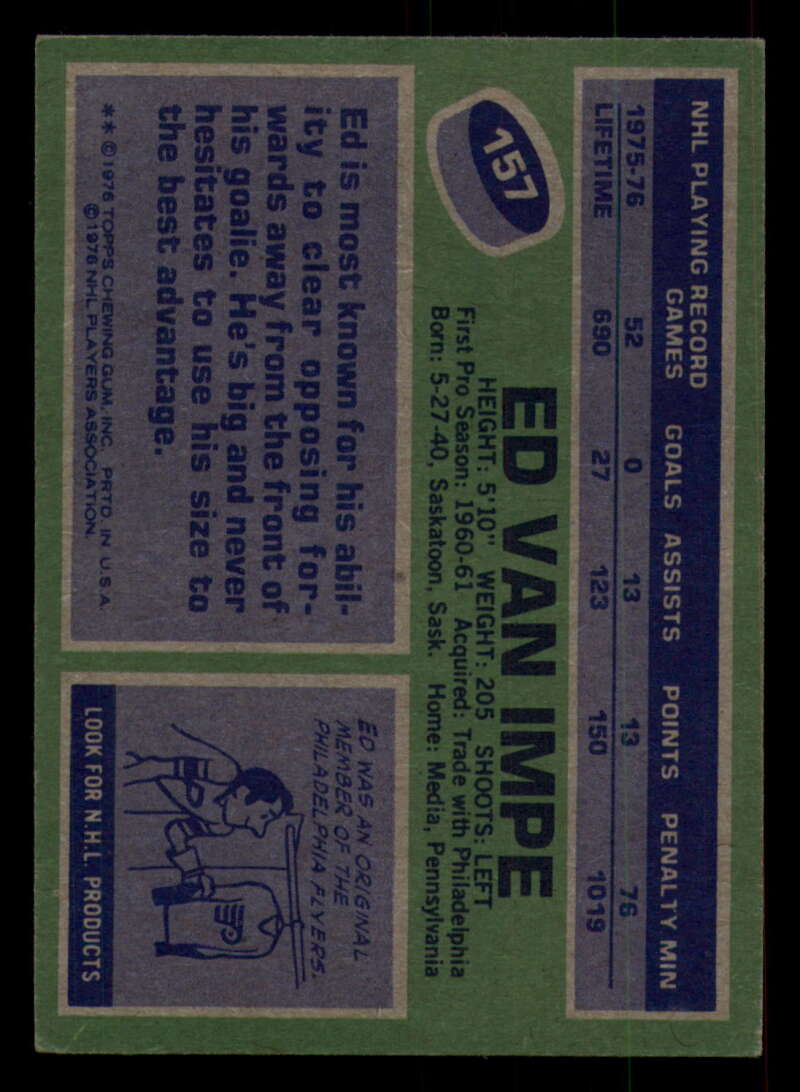 NHL PLAYING RECORD
GAMES GOALS ASSISTS POINTS PENALTY MIN
1975-76 52 0 13 13 76
LIFETIME 690 27 123 150 1019
157
ED VAN IMPE
HEIGHT: 5'10" WEIGHT: 205 SHOOTS: LEFT
First Pro Season: 1960-61 Acquired: Trade with Philadelphia
Born: 5-27-40, Saskatoon, Sask. Home: Media, Pennsylvania
Ed is most known for his abil-
ity to clear opposing for-
wards away from the front of
his goalie. He's big and never
hesitates to use his size to
the best advantage.
** © 1976 TOPPS CHEWING GUM, INC. PRTD. IN U.S.A.
© 1976 NHL PLAYERS ASSOCIATION.
ED WAS AN ORIGINAL
MEMBER OF THE
PHILADELPHIA FLYERS.
LOOK FOR N.H.L. PRODUCTS